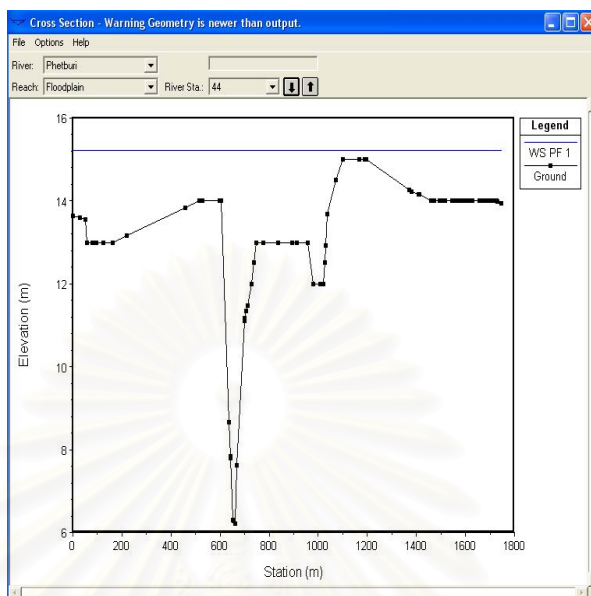 Cross Section - Warning Geometry is newer than output.
File Options Help
River: Phetburi
Reach: Floodplain River Sta.: 44
Legend
WS PF 1
Ground
16
14
12
10
8
6
Elevation (m)
0 200 400 600 800 1000 1200 1400 1600 1800
Station (m)